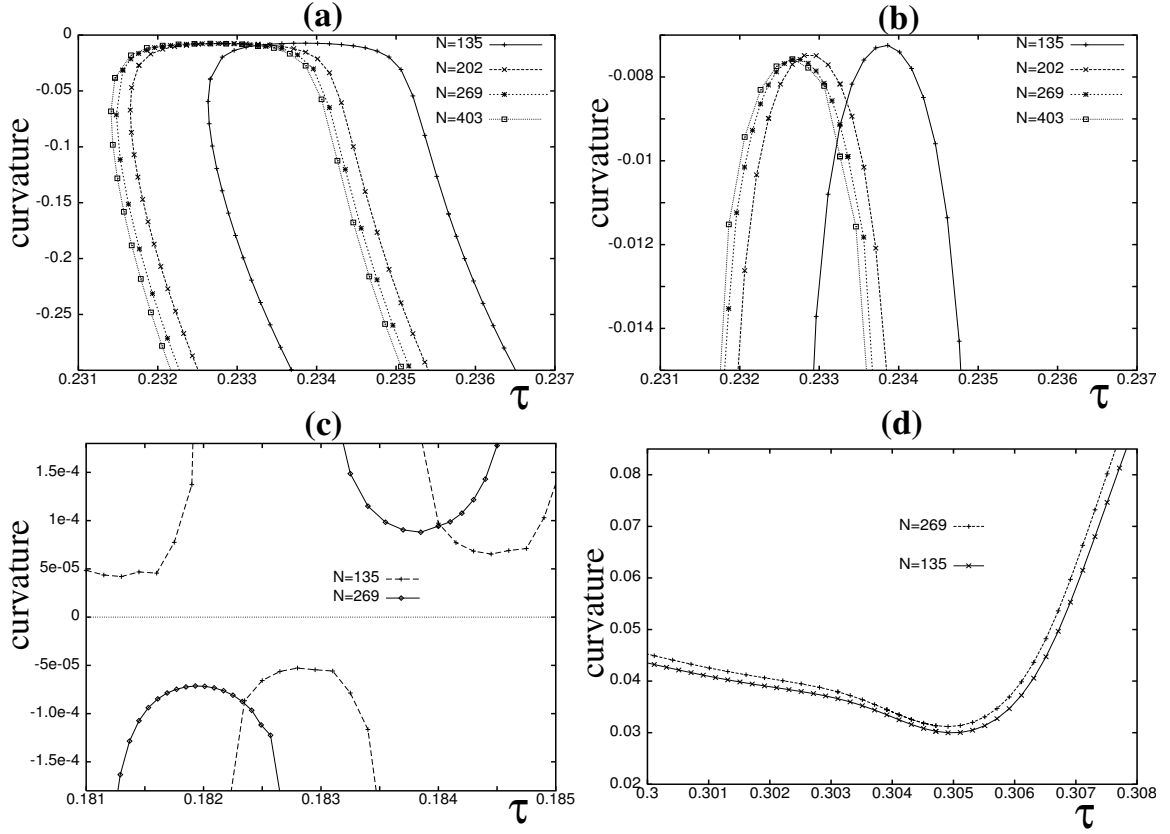 (a)
curvature
0
-0.05
-0.1
-0.15
-0.2
-0.25
0.231 0.232 0.233 0.234 0.235 0.236 0.237
τ
N=135
N=202
N=269
N=403
(b)
curvature
-0.008
-0.01
-0.012
-0.014
0.231 0.232 0.233 0.234 0.235 0.236 0.237
τ
N=135
N=202
N=269
N=403
(c)
curvature
1.5e-4
1e-4
5e-05
0
-5e-05
-1.0e-4
-1.5e-4
0.181 0.182 0.183 0.184 0.185
τ
N=135
N=269
(d)
curvature
0.08
0.07
0.06
0.05
0.04
0.03
0.02
0.3 0.301 0.302 0.303 0.304 0.305 0.306 0.307 0.308
τ
N=269
N=135